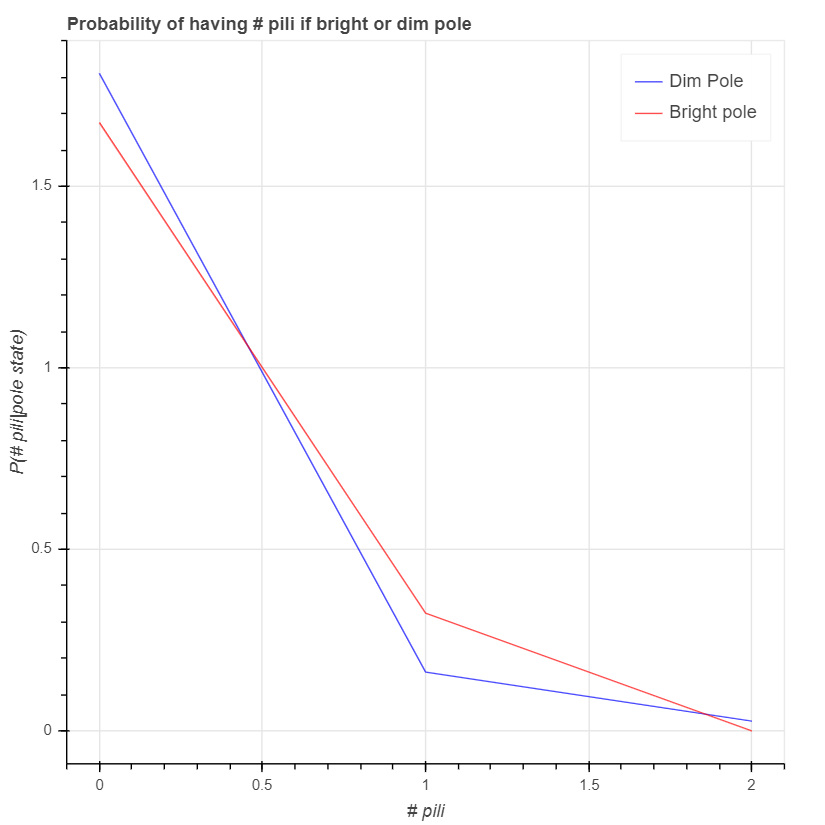 Probability of having # pili if bright or dim pole
Dim Pole
Bright pole
1.5
1
0.5
0
P(# pili|pole state)
0
0.5
1
1.5
2
# pili